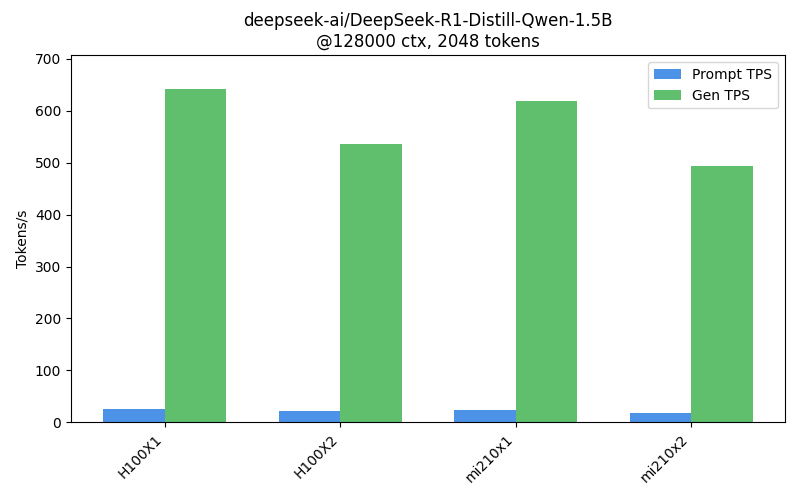 deepseek-ai/DeepSeek-R1-Distill-Qwen-1.5B
@128000 ctx, 2048 tokens
Prompt TPS
Gen TPS
Tokens/s
700
600
500
400
300
200
100
0
H100X1
H100X2
mi210x1
mi210x2